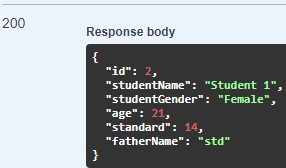 200
Response body
{
  "id": 2,
  "studentName": "Student 1",
  "studentGender": "Female",
  "age": 21,
  "standard": 14,
  "fatherName": "std"
}